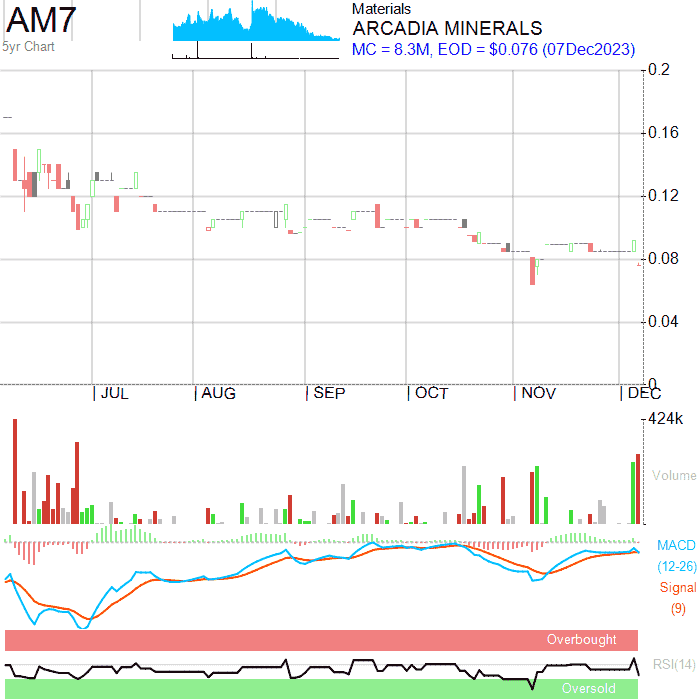 AM7
5yr Chart
Materials
ARCADIA MINERALS
MC = 8.3M, EOD = $0.076 (07Dec2023)
0.2
0.16
0.12
0.08
0.04
0
JUL AUG SEP OCT NOV DEC
424k
Volume
MACD
(12-26)
Signal
(9)
Overbought
RSI(14)
Oversold